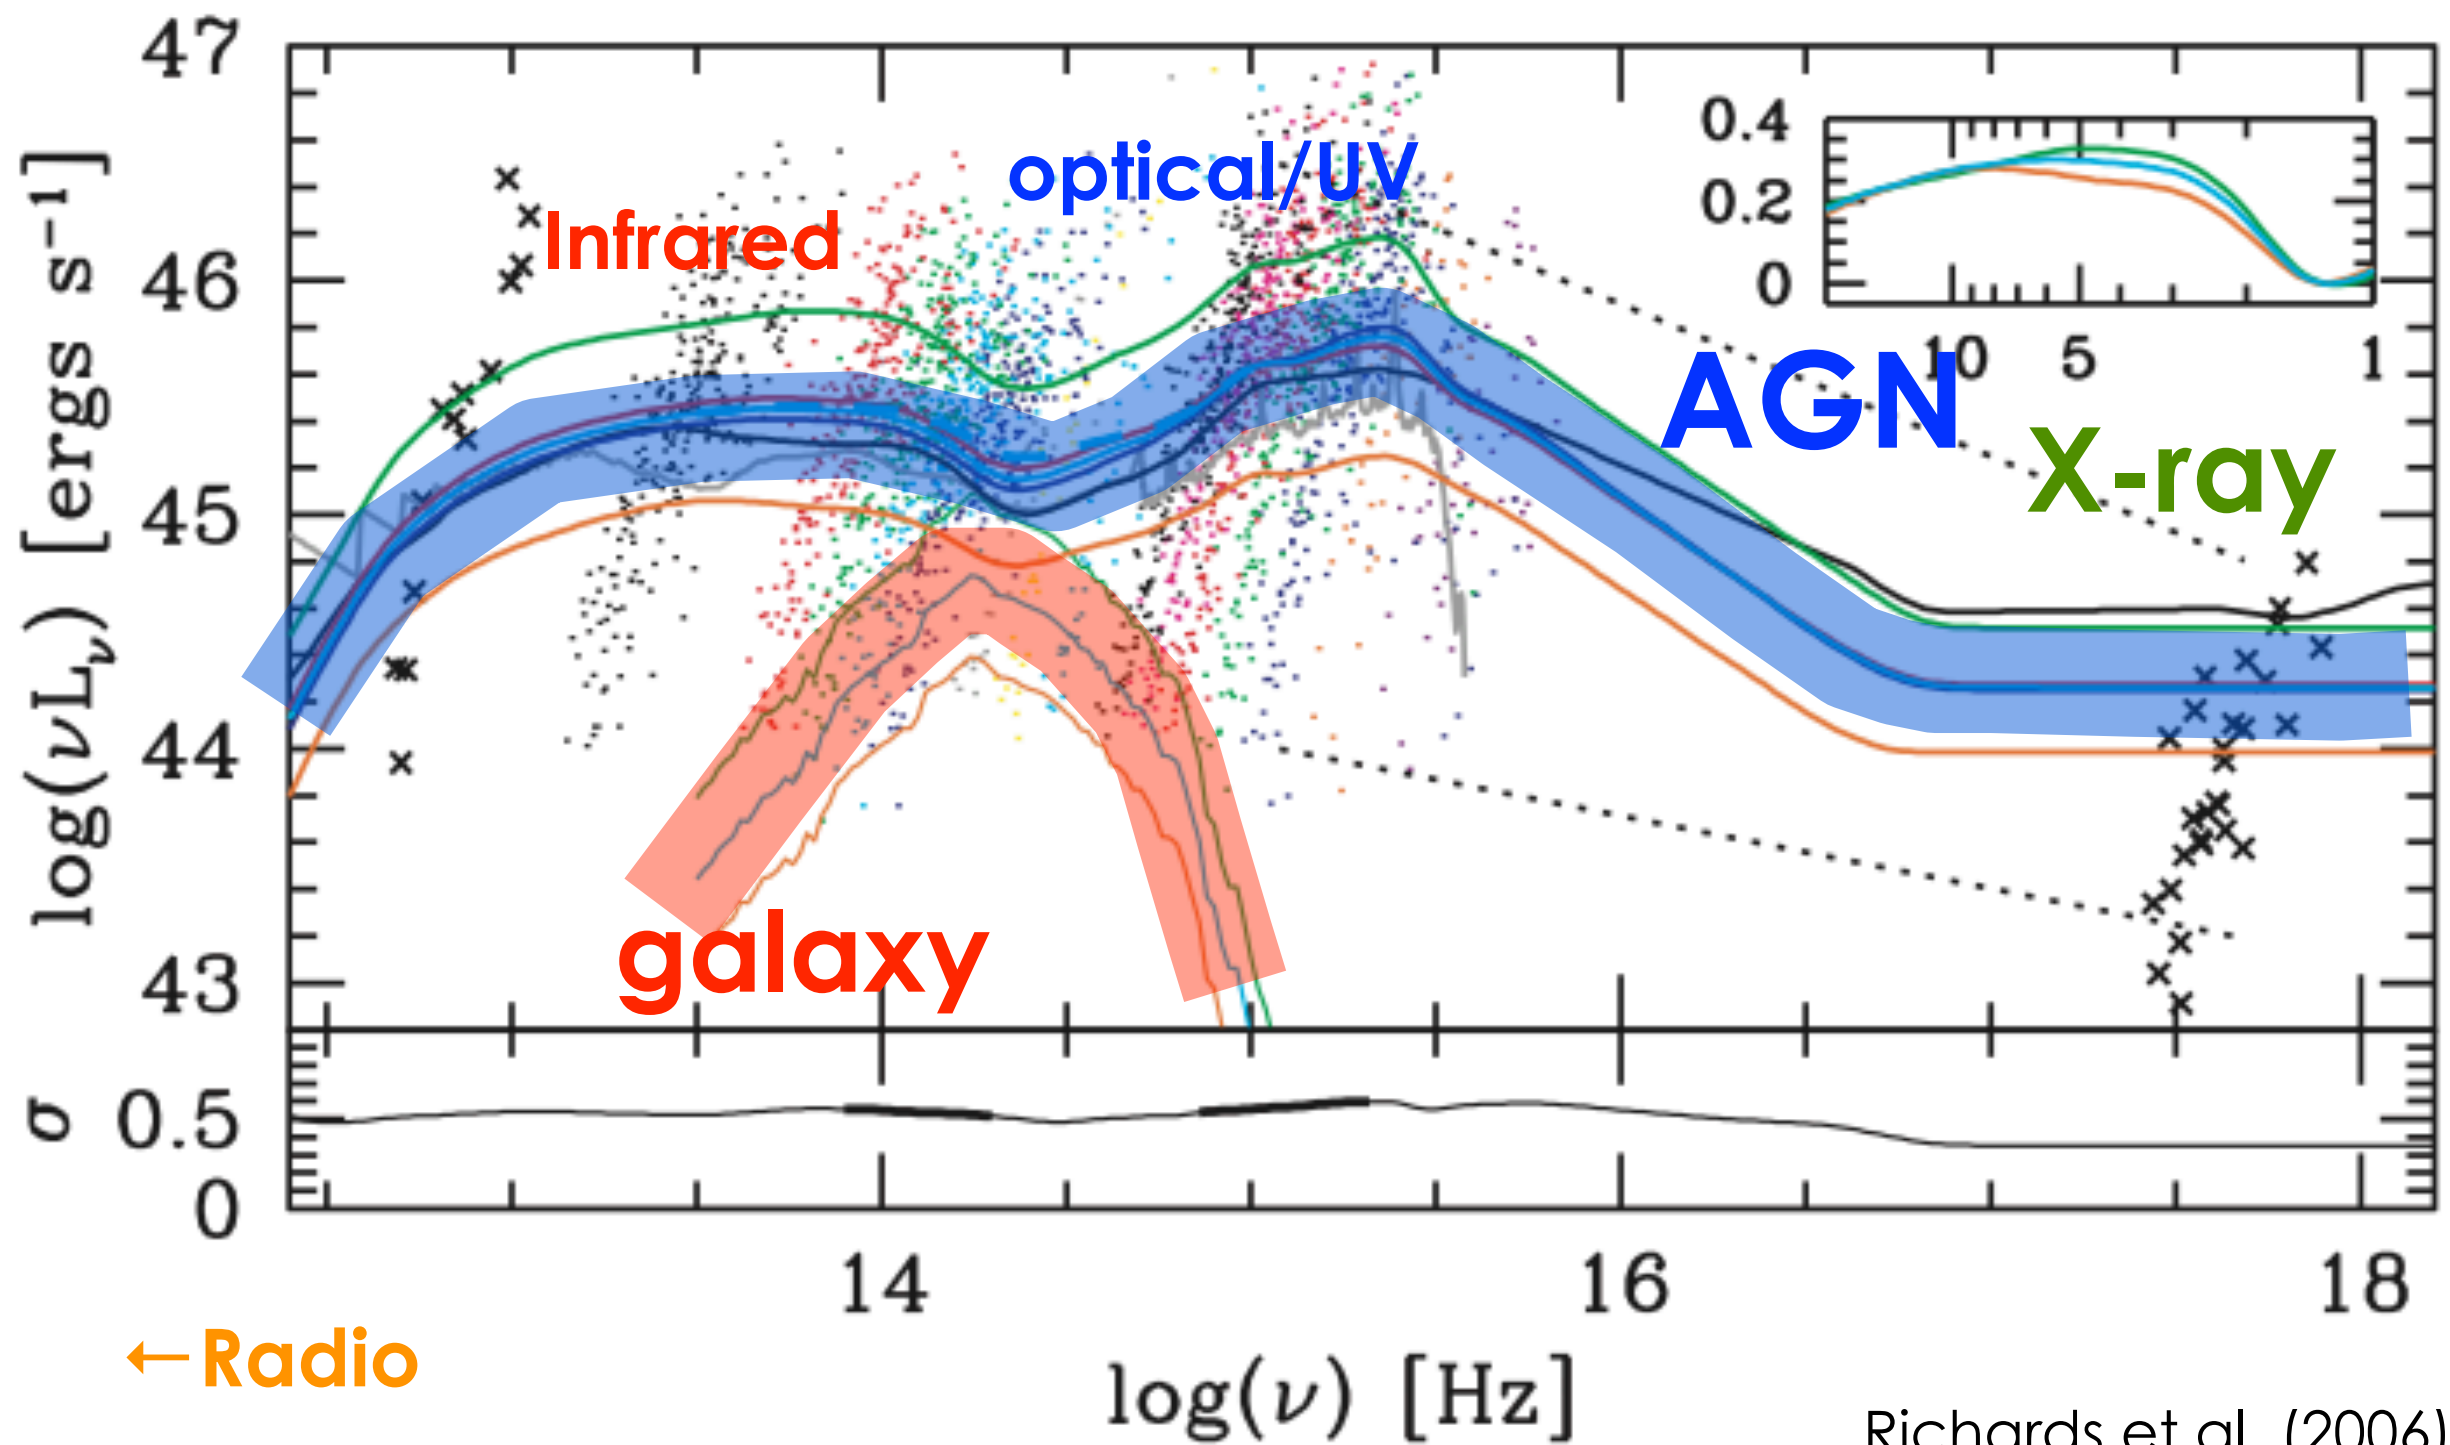 47
46
45
44
43
log(νLν) [ergs s⁻¹]
Infrared
optical/UV
0.4
0.2
0
10 5 1
AGN
X-ray
galaxy
σ
0.5
0
14 16 18
←Radio
log(ν) [Hz]
Richards et al. (2006)